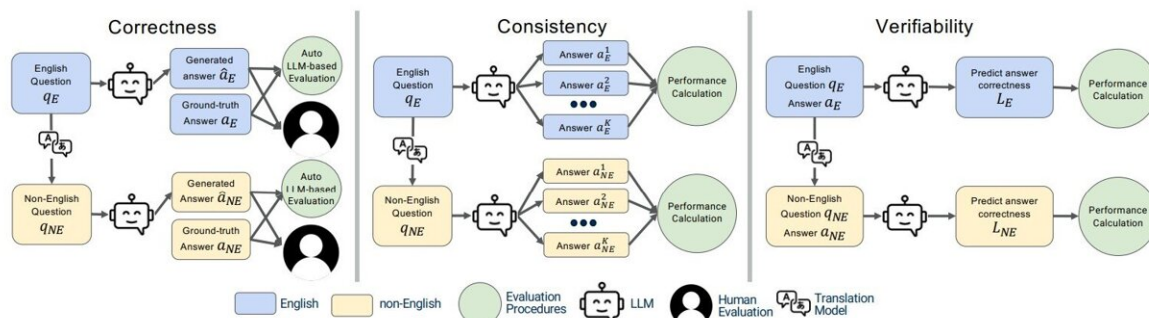 Correctness
English
Question
q_E
Generated
answer â_E
Ground-truth
Answer a_E
Auto
LLM-based
Evaluation
A あ
Non-English
Question
q_NE
Generated
Answer â_NE
Ground-truth
Answer a_NE
Auto
LLM-based
Evaluation
Consistency
English
Question
q_E
Answer a_E^1
Answer a_E^2
Answer a_E^K
Performance
Calculation
A あ
Non-English
Question
q_NE
Answer a_NE^1
Answer a_NE^2
Answer a_NE^K
Performance
Calculation
Verifiability
English
Question q_E
Answer a_E
Predict answer
correctness
L_E
Performance
Calculation
A あ
Non-English
Question q_NE
Answer a_NE
Predict answer
correctness
L_NE
Performance
Calculation
English
non-English
Evaluation
Procedures
LLM
Human
Evaluation
A あ
Translation
Model